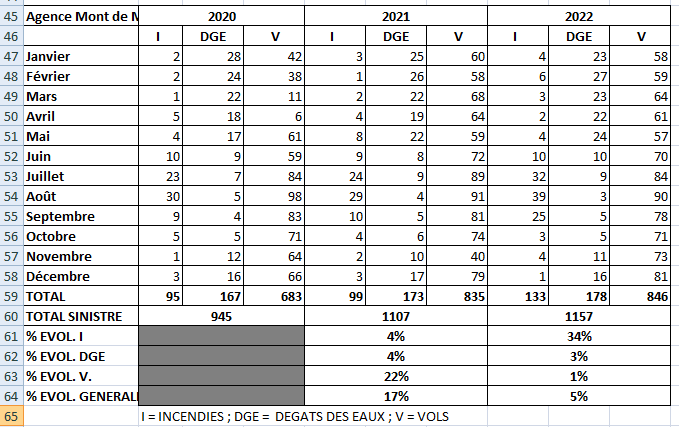 45 Agence Mont de M 2020 2021 2022
46 I DGE V I DGE V I DGE V
47 Janvier 2 28 42 3 25 60 4 23 58
48 Février 2 24 38 1 26 58 6 27 59
49 Mars 1 22 11 2 22 68 3 23 64
50 Avril 5 18 6 4 19 64 2 22 61
51 Mai 4 17 61 8 22 59 4 24 57
52 Juin 10 9 59 9 8 72 10 10 70
53 Juillet 23 7 84 24 9 89 32 9 84
54 Août 30 5 98 29 4 91 39 3 90
55 Septembre 9 4 83 10 5 81 25 5 78
56 Octobre 5 5 71 4 6 74 3 5 71
57 Novembre 1 12 64 2 10 40 4 11 73
58 Décembre 3 16 66 3 17 79 1 16 81
59 TOTAL 95 167 683 99 173 835 133 178 846
60 TOTAL SINISTRE 945 1107 1157
61 % EVOL. I 4% 34%
62 % EVOL. DGE 4% 3%
63 % EVOL. V. 22% 1%
64 % EVOL. GENERAL 17% 5%
65 I = INCENDIES ; DGE = DEGATS DES EAUX ; V = VOLS